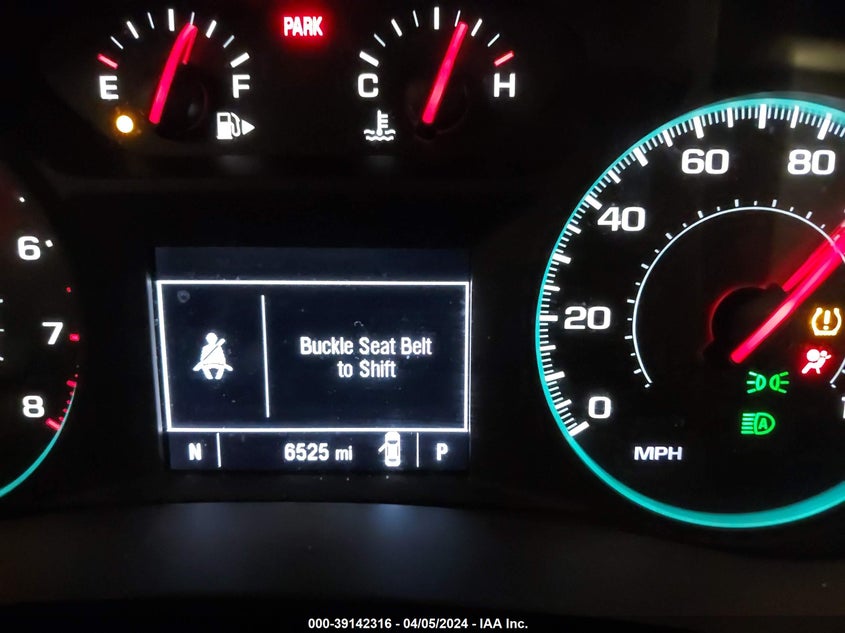 PARK
E F
C H
6
7
8
Buckle Seat Belt
to Shift
N 6525 mi P
0
20
40
60
80
MPH
A
000-39142316 - 04/05/2024 - IAA Inc.